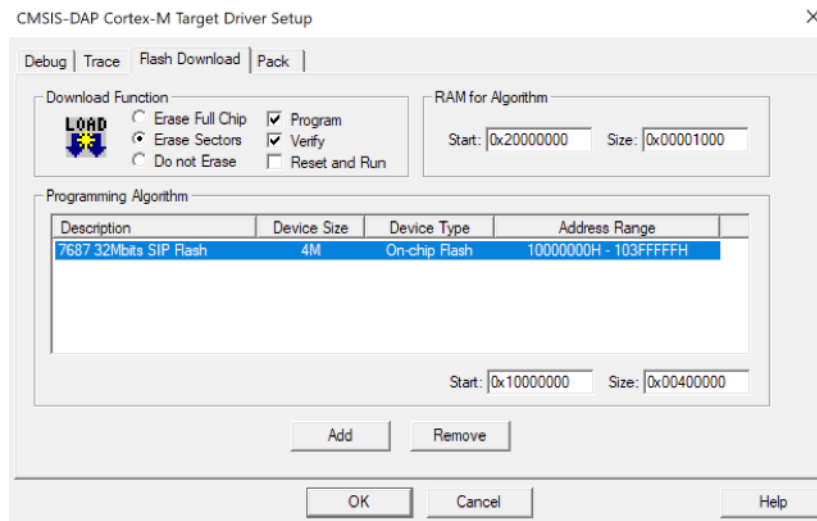 CMSIS-DAP Cortex-M Target Driver Setup
Debug Trace Flash Download Pack
Download Function
LOAD
Erase Full Chip
Erase Sectors
Do not Erase
Program
Verify
Reset and Run
RAM for Algorithm
Start: 0x20000000 Size: 0x00001000
Programming Algorithm
Description Device Size Device Type Address Range
7687 32Mbits SIP Flash 4M On-chip Flash 10000000H - 103FFFFFH
Start: 0x10000000 Size: 0x00400000
Add Remove
OK Cancel Help